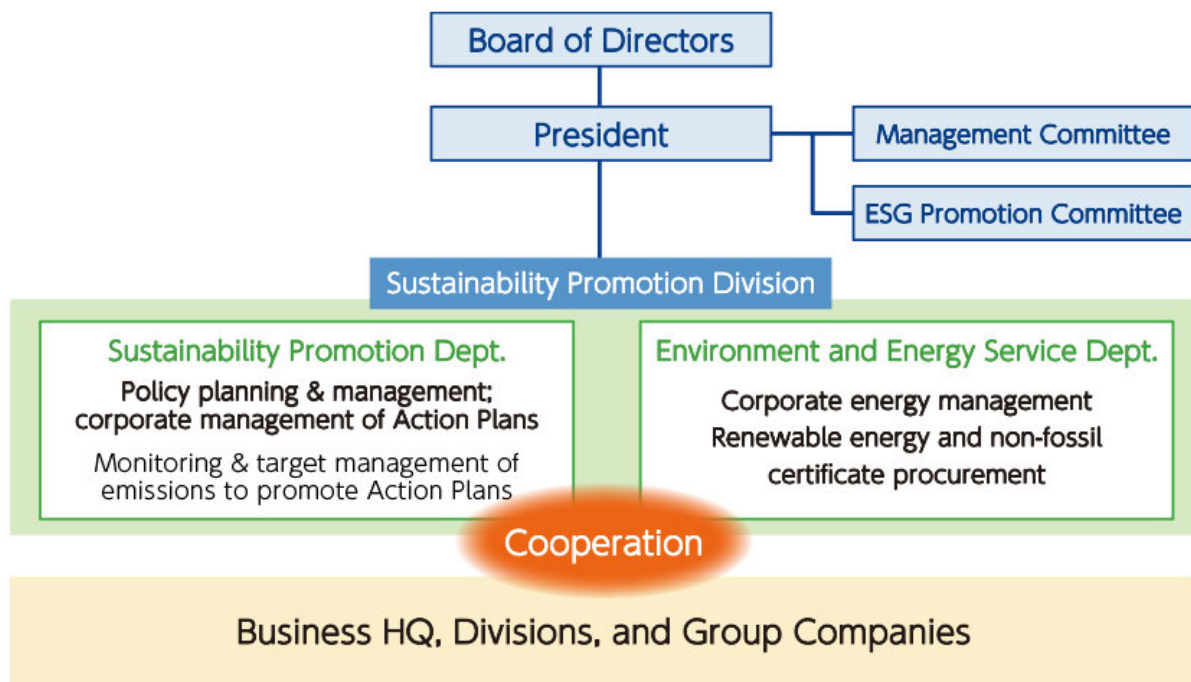 Board of Directors
President
Management Committee
ESG Promotion Committee
Sustainability Promotion Division
Sustainability Promotion Dept.
Policy planning & management;
corporate management of Action Plans
Monitoring & target management of
emissions to promote Action Plans
Environment and Energy Service Dept.
Corporate energy management
Renewable energy and non-fossil
certificate procurement
Cooperation
Business HQ, Divisions, and Group Companies